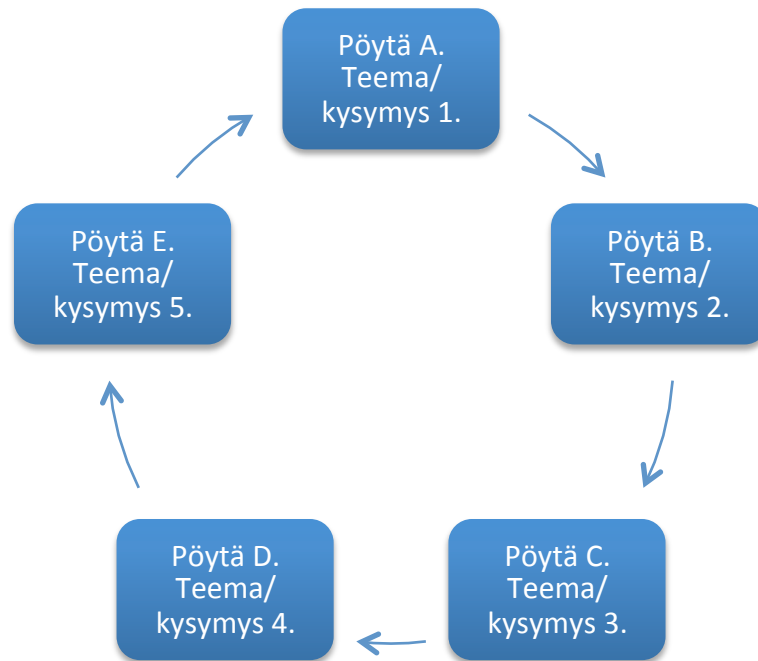 Pöytä A.
Teema/
kysymys 1.
Pöytä B.
Teema/
kysymys 2.
Pöytä C.
Teema/
kysymys 3.
Pöytä D.
Teema/
kysymys 4.
Pöytä E.
Teema/
kysymys 5.